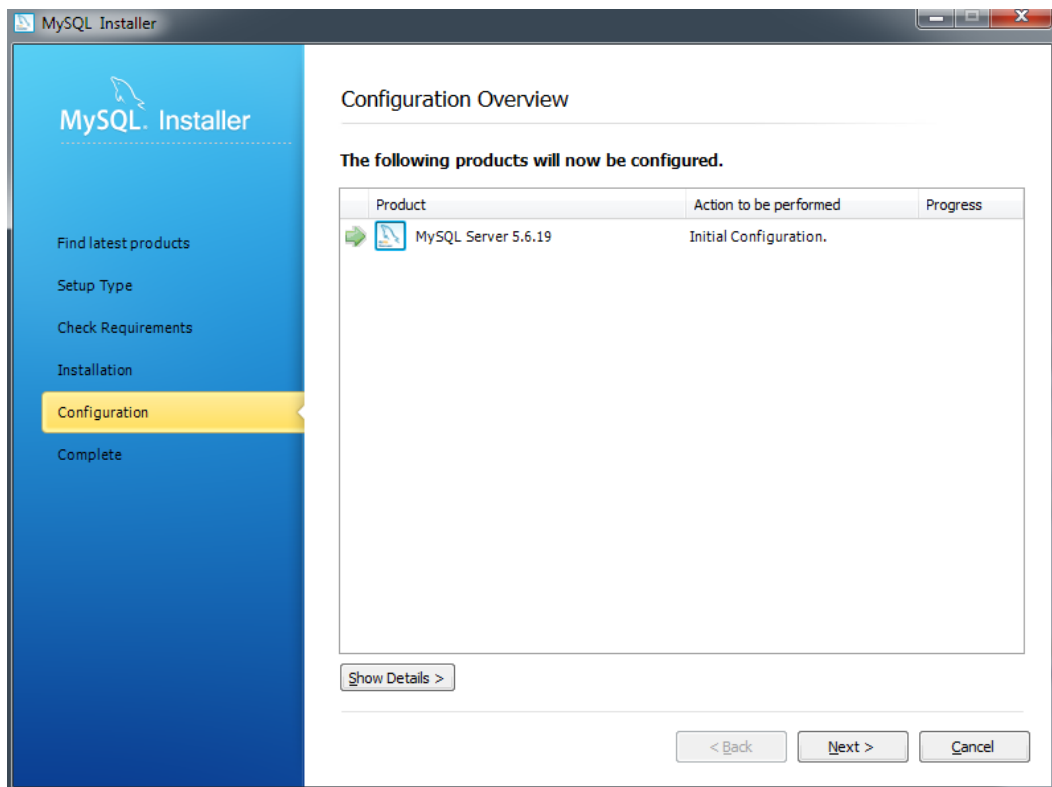 MySQL Installer
MySQL. Installer
Configuration Overview
The following products will now be configured.
Product Action to be performed Progress
MySQL Server 5.6.19 Initial Configuration.
Find latest products
Setup Type
Check Requirements
Installation
Configuration
Complete
Show Details >
< Back Next > Cancel